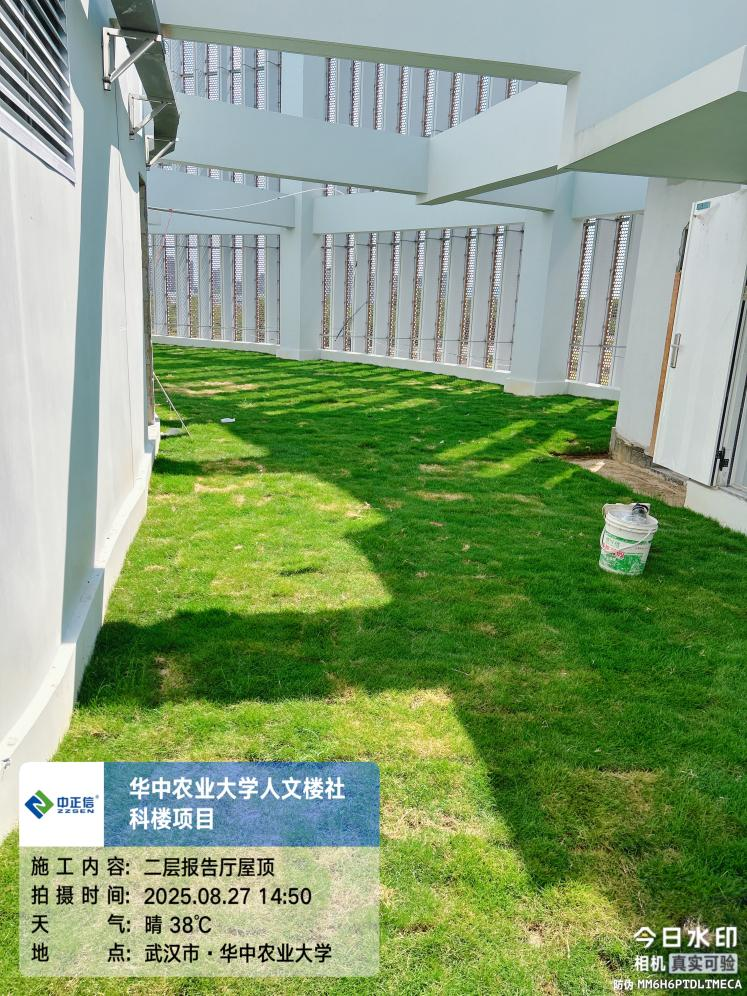 中正信®
ZZSEN
华中农业大学人文楼社
科楼项目
施工内容: 二层报告厅屋顶
拍摄时间: 2025.08.27 14:50
天气: 晴 38℃
地点: 武汉市·华中农业大学
今日水印
相机真实可验
防伪 MM6H6PTDLTMECA